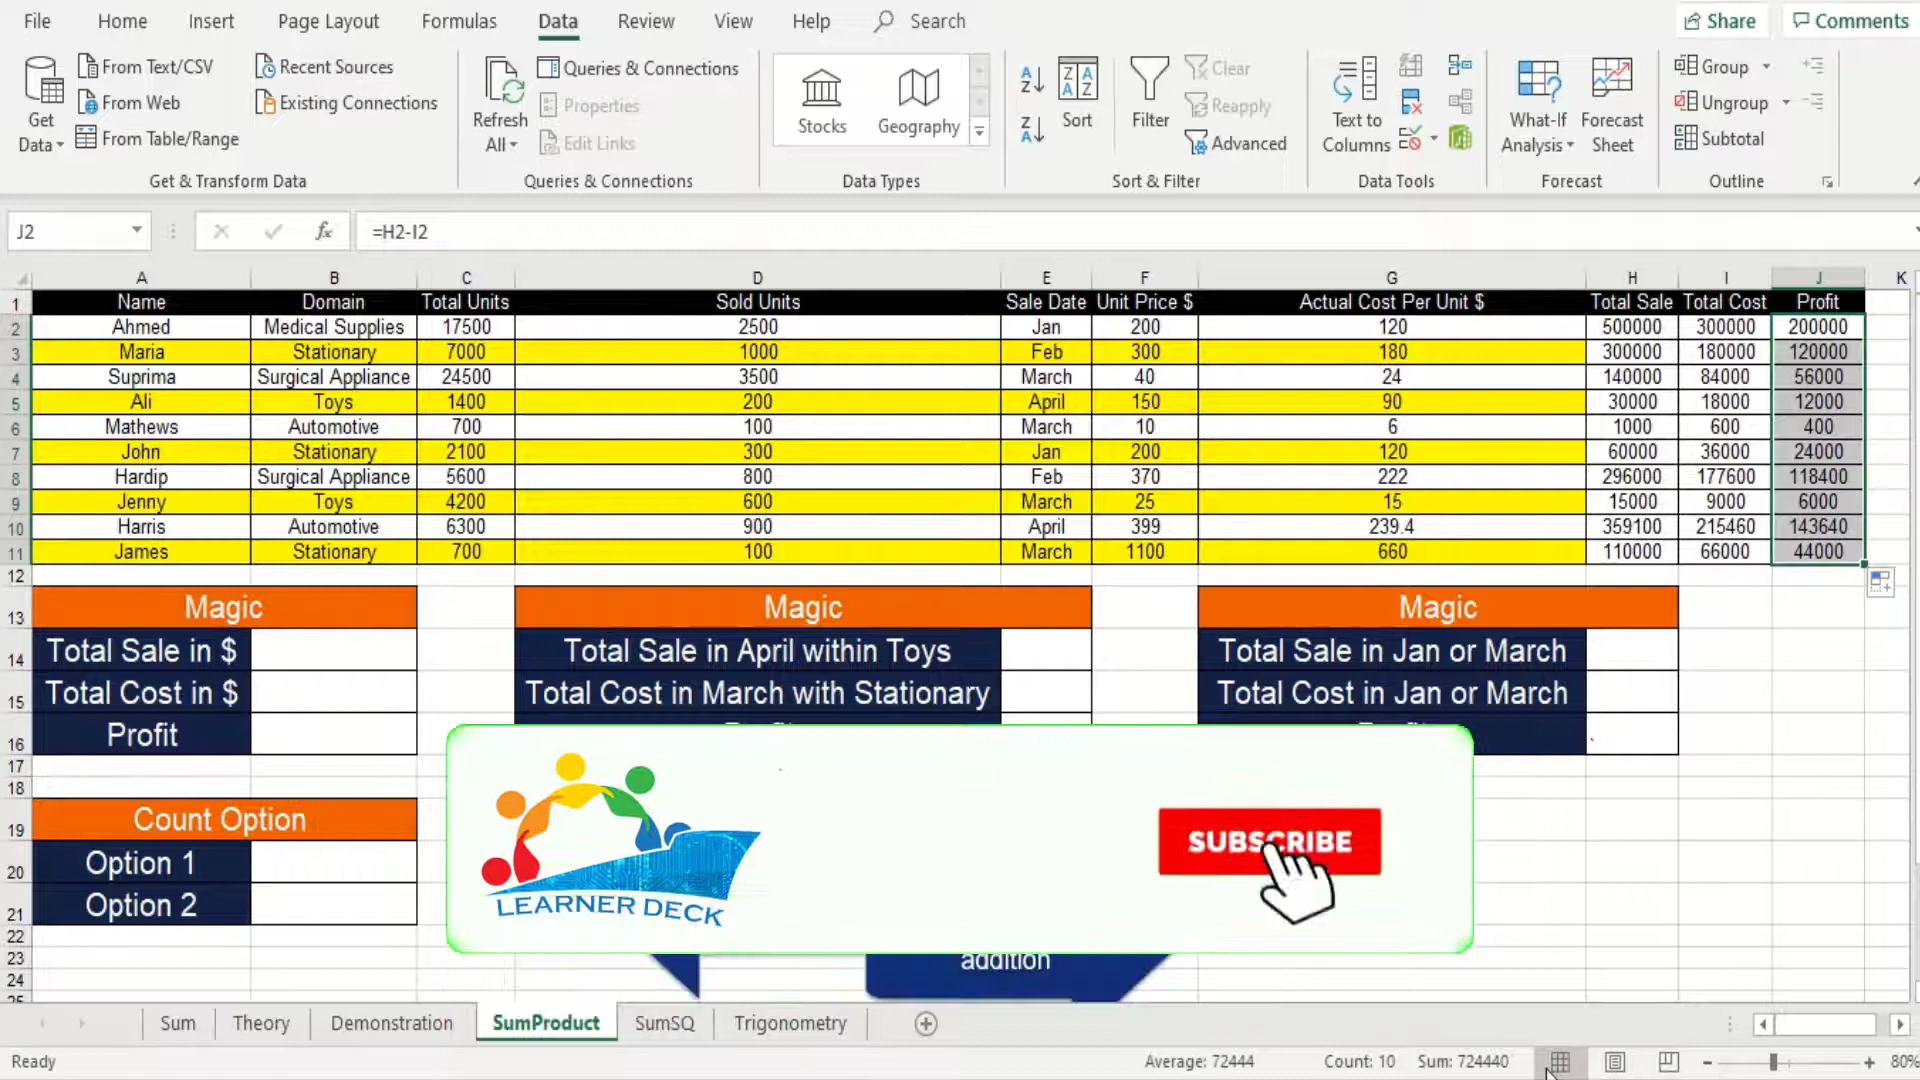 File Home Insert Page Layout Formulas Data Review View Help Search Share Comments
Get Data From Text/CSV From Web From Table/Range Recent Sources Existing Connections
Get & Transform Data
Refresh All Queries & Connections Properties Edit Links
Queries & Connections
Stocks Geography
Data Types
Sort Filter Clear Reapply Advanced
Sort & Filter
Text to Columns
Data Tools
What-If Analysis Forecast Sheet
Forecast
Group Ungroup Subtotal
Outline
J2 fx =H2-I2
A B C D E F G H I J K
1 Name Domain Total Units Sold Units Sale Date Unit Price $ Actual Cost Per Unit $ Total Sale Total Cost Profit
2 Ahmed Medical Supplies 17500 2500 Jan 200 120 500000 300000 200000
3 Maria Stationary 7000 1000 Feb 300 180 300000 180000 120000
4 Suprima Surgical Appliance 24500 3500 March 40 24 140000 84000 56000
5 Ali Toys 1400 200 April 150 90 30000 18000 12000
6 Mathews Automotive 700 100 March 10 6 1000 600 400
7 John Stationary 2100 300 Jan 200 120 60000 36000 24000
8 Hardip Surgical Appliance 5600 800 Feb 370 222 296000 177600 118400
9 Jenny Toys 4200 600 March 25 15 15000 9000 6000
10 Harris Automotive 6300 900 April 399 239.4 359100 215460 143640
11 James Stationary 700 100 March 1100 660 110000 66000 44000
12
13 Magic Magic Magic
14 Total Sale in $ Total Sale in April within Toys Total Sale in Jan or March
15 Total Cost in $ Total Cost in March with Stationary Total Cost in Jan or March
16 Profit
17
18
19 Count Option
20 Option 1
21 Option 2
22
23
24
25
LEARNER DECK
SUBSCRIBE
addition
Sum Theory Demonstration SumProduct SumSQ Trigonometry
Ready Average: 72444 Count: 10 Sum: 724440 80%